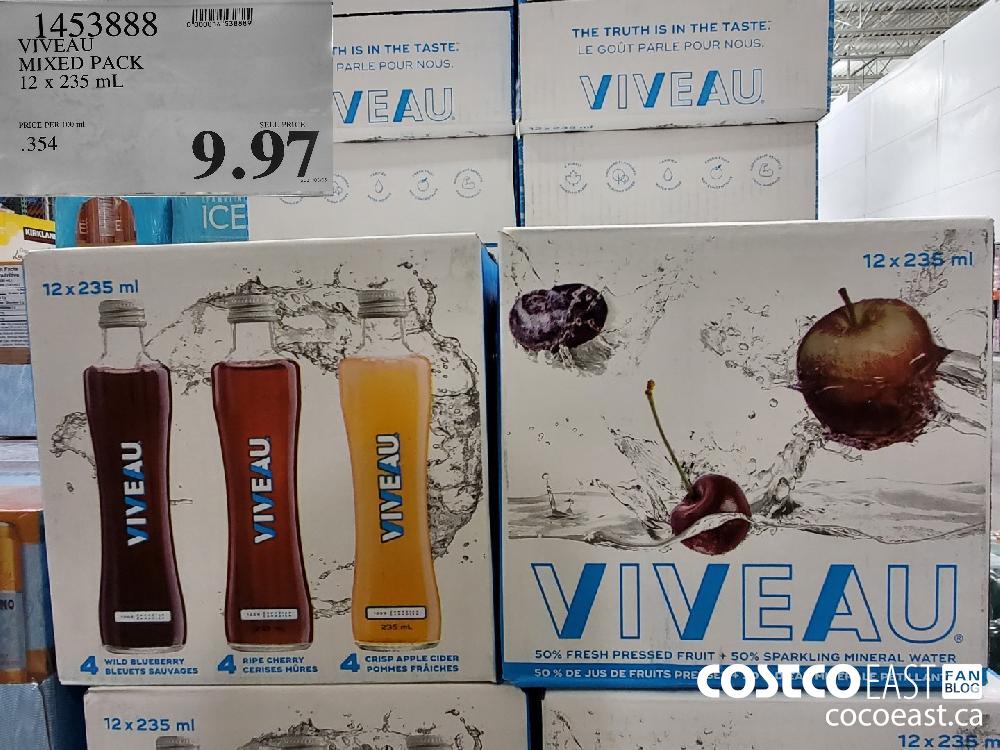 1453888
VIVEAU
MIXED PACK
12 x 235 mL
PRICE PER 100 ml
.354
SELL PRICE
9.97
TH IS IN THE TASTE.
PARLE POUR NOUS.
VEAU
THE TRUTH IS IN THE TASTE.
LE GOÛT PARLE POUR NOUS.
VIVEAU
KIRKLAND
ICE
12 x 235 ml
VIVEAU
VIVEAU
VIVEAU
235 mL
4 WILD BLUEBERRY
BLEUETS SAUVAGES
4 RIPE CHERRY
CERISES MÛRES
4 CRISP APPLE CIDER
POMMES FRAÎCHES
12 x 235 ml
VIVEAU®
50% FRESH PRESSED FRUIT + 50% SPARKLING MINERAL WATER
50 % DE JUS DE FRUITS
COSTCO EAST FAN BLOG
cocoeast.ca
12 x 235 ml
12 x 235 m